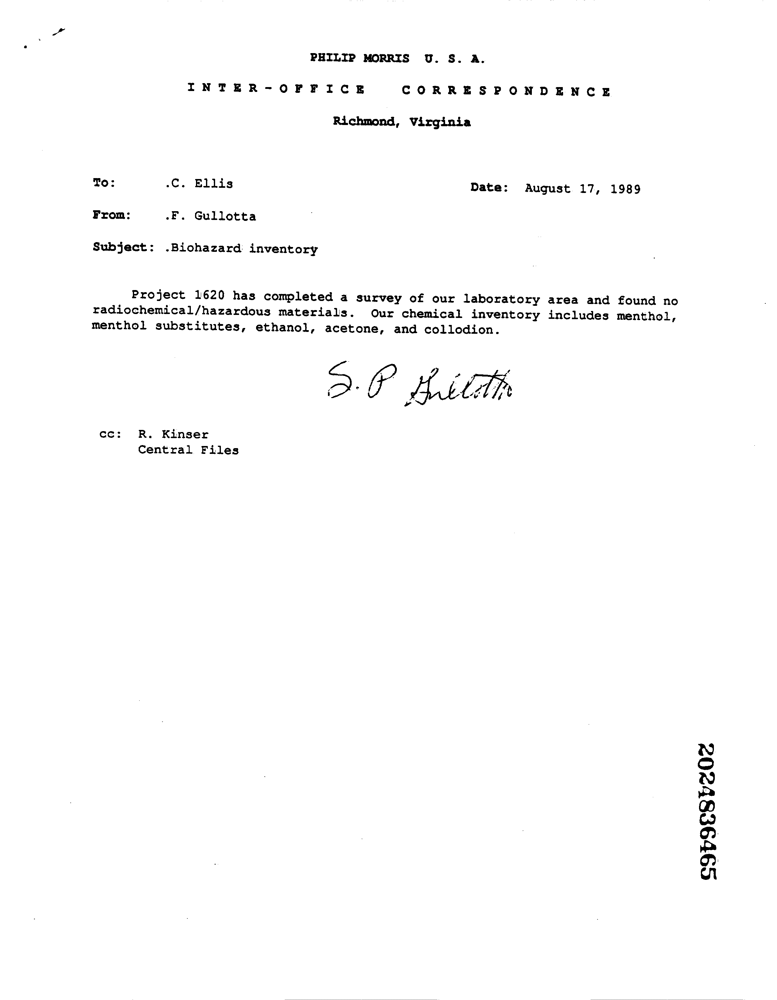 PHILIP MORRIS U. S. A.
INTER-OFFICE CORRESPONDENCE
Richmond, Virginia
To: .C. Ellis
Date: August 17, 1989
From: .F. Gullotta
Subject: .Biohazard inventory
Project 1620 has completed a survey of our laboratory area and found no
radiochemical/hazardous materials. Our chemical inventory includes menthol,
menthol substitutes, ethanol, acetone, and collodion.
cc: R. Kinser
Central Files
2024836465